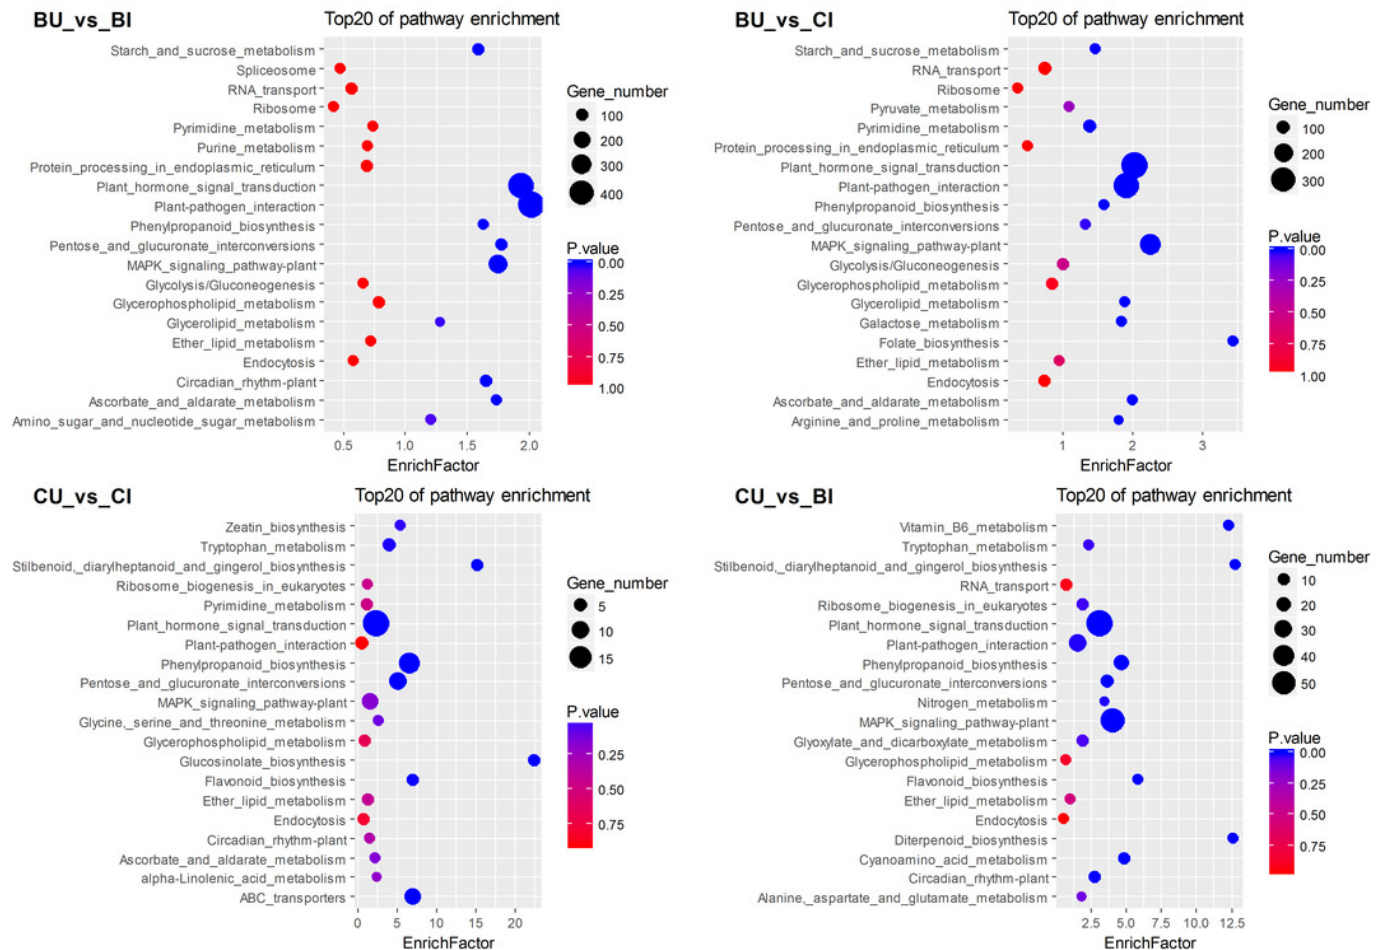 BU_vs_BI
Top20 of pathway enrichment
Starch_and_sucrose_metabolism
Spliceosome
RNA_transport
Ribosome
Pyrimidine_metabolism
Purine_metabolism
Protein_processing_in_endoplasmic_reticulum
Plant_hormone_signal_transduction
Plant-pathogen_interaction
Phenylpropanoid_biosynthesis
Pentose_and_glucuronate_interconversions
MAPK_signaling_pathway-plant
Glycolysis/Gluconeogenesis
Glycerophospholipid_metabolism
Glycerolipid_metabolism
Ether_lipid_metabolism
Endocytosis
Circadian_rhythm-plant
Ascorbate_and_aldarate_metabolism
Amino_sugar_and_nucleotide_sugar_metabolism
0.5 1.0 1.5 2.0
EnrichFactor
Gene_number
100
200
300
400
P.value
0.00
0.25
0.50
0.75
1.00
BU_vs_CI
Top20 of pathway enrichment
Starch_and_sucrose_metabolism
RNA_transport
Ribosome
Pyruvate_metabolism
Pyrimidine_metabolism
Protein_processing_in_endoplasmic_reticulum
Plant_hormone_signal_transduction
Plant-pathogen_interaction
Phenylpropanoid_biosynthesis
Pentose_and_glucuronate_interconversions
MAPK_signaling_pathway-plant
Glycolysis/Gluconeogenesis
Glycerophospholipid_metabolism
Glycerolipid_metabolism
Galactose_metabolism
Folate_biosynthesis
Ether_lipid_metabolism
Endocytosis
Ascorbate_and_aldarate_metabolism
Arginine_and_proline_metabolism
1 2 3
EnrichFactor
Gene_number
100
200
300
P.value
0.00
0.25
0.50
0.75
1.00
CU_vs_CI
Top20 of pathway enrichment
Zeatin_biosynthesis
Tryptophan_metabolism
Stilbenoid,_diarylheptanoid_and_gingerol_biosynthesis
Ribosome_biogenesis_in_eukaryotes
Pyrimidine_metabolism
Plant_hormone_signal_transduction
Plant-pathogen_interaction
Phenylpropanoid_biosynthesis
Pentose_and_glucuronate_interconversions
MAPK_signaling_pathway-plant
Glycine,_serine_and_threonine_metabolism
Glycerophospholipid_metabolism
Glucosinolate_biosynthesis
Flavonoid_biosynthesis
Ether_lipid_metabolism
Endocytosis
Circadian_rhythm-plant
Ascorbate_and_aldarate_metabolism
alpha-Linolenic_acid_metabolism
ABC_transporters
0 5 10 15 20
EnrichFactor
Gene_number
5
10
15
P.value
0.25
0.50
0.75
CU_vs_BI
Top20 of pathway enrichment
Vitamin_B6_metabolism
Tryptophan_metabolism
Stilbenoid,_diarylheptanoid_and_gingerol_biosynthesis
RNA_transport
Ribosome_biogenesis_in_eukaryotes
Plant_hormone_signal_transduction
Plant-pathogen_interaction
Phenylpropanoid_biosynthesis
Pentose_and_glucuronate_interconversions
Nitrogen_metabolism
MAPK_signaling_pathway-plant
Glyoxylate_and_dicarboxylate_metabolism
Glycerophospholipid_metabolism
Flavonoid_biosynthesis
Ether_lipid_metabolism
Endocytosis
Diterpenoid_biosynthesis
Cyanoamino_acid_metabolism
Circadian_rhythm-plant
Alanine,_aspartate_and_glutamate_metabolism
2.5 5.0 7.5 10.0 12.5
EnrichFactor
Gene_number
10
20
30
40
50
P.value
0.00
0.25
0.50
0.75